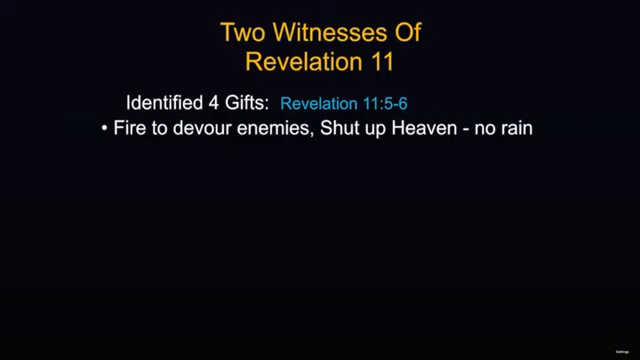 Two Witnesses Of
Revelation 11
Identified 4 Gifts: Revelation 11:5-6
• Fire to devour enemies, Shut up Heaven - no rain
Settings